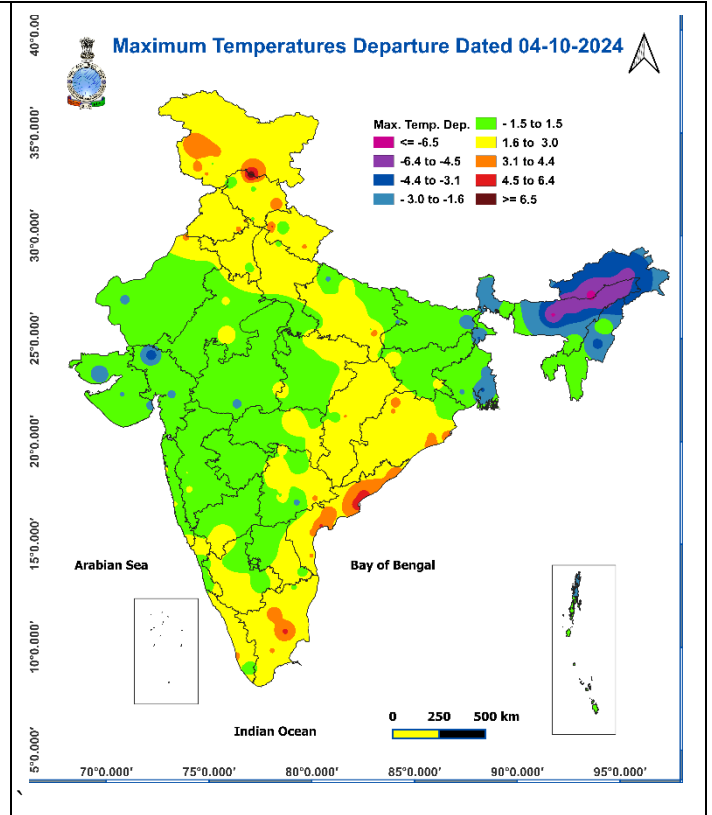 Maximum Temperatures Departure Dated 04-10-2024
Max. Temp. Dep.
<= -6.5
-6.4 to -4.5
-4.4 to -3.1
- 3.0 to -1.6
- 1.5 to 1.5
1.6 to 3.0
3.1 to 4.4
4.5 to 6.4
>= 6.5
40°0.00
35°0.000'
30°0.000'
25°0.000'
20°0.000'
15°0.000'
10°0.000'
5°0.000'
Arabian Sea
Bay of Bengal
Indian Ocean
0 250 500 km
70°0.000' 75°0.000' 80°0.000' 85°0.000' 90°0.000' 95°0.000'
`